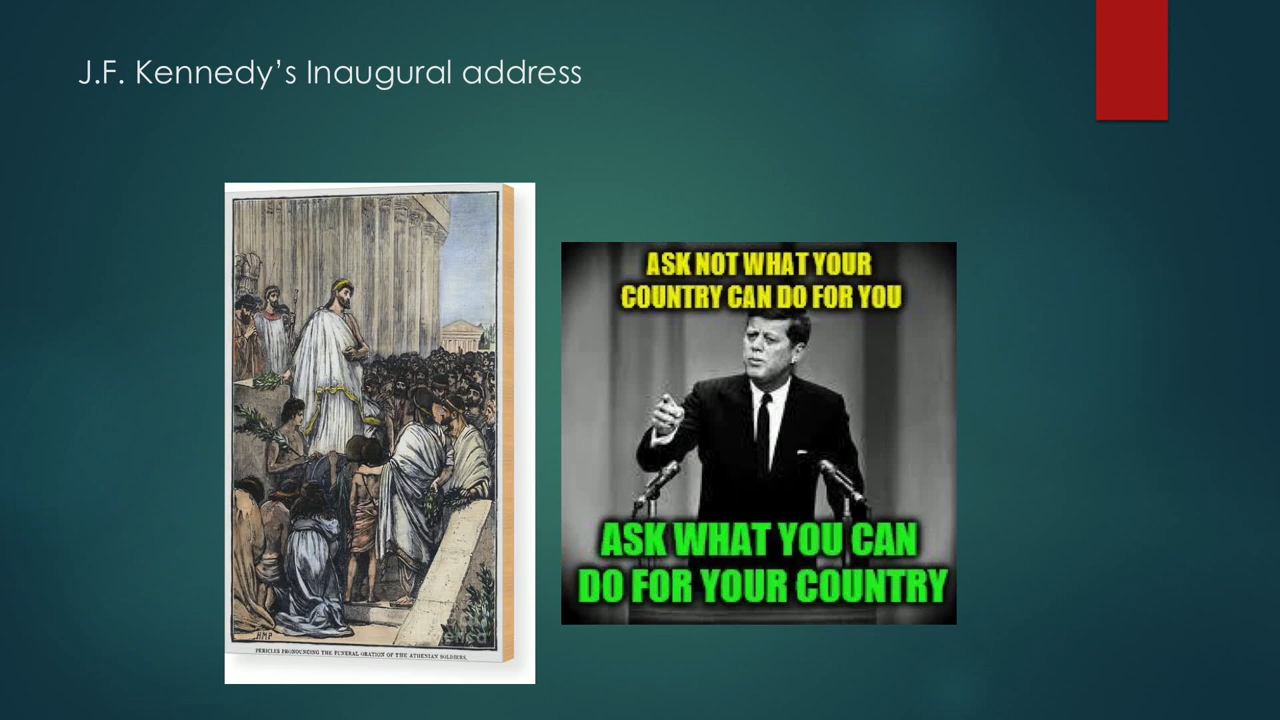 J.F. Kennedy’s Inaugural address
HMP
PERICLES PRONOUNCING THE FUNERAL ORATION OF THE ATHENIAN SOLDIERS.
ASK NOT WHAT YOUR
COUNTRY CAN DO FOR YOU
ASK WHAT YOU CAN
DO FOR YOUR COUNTRY